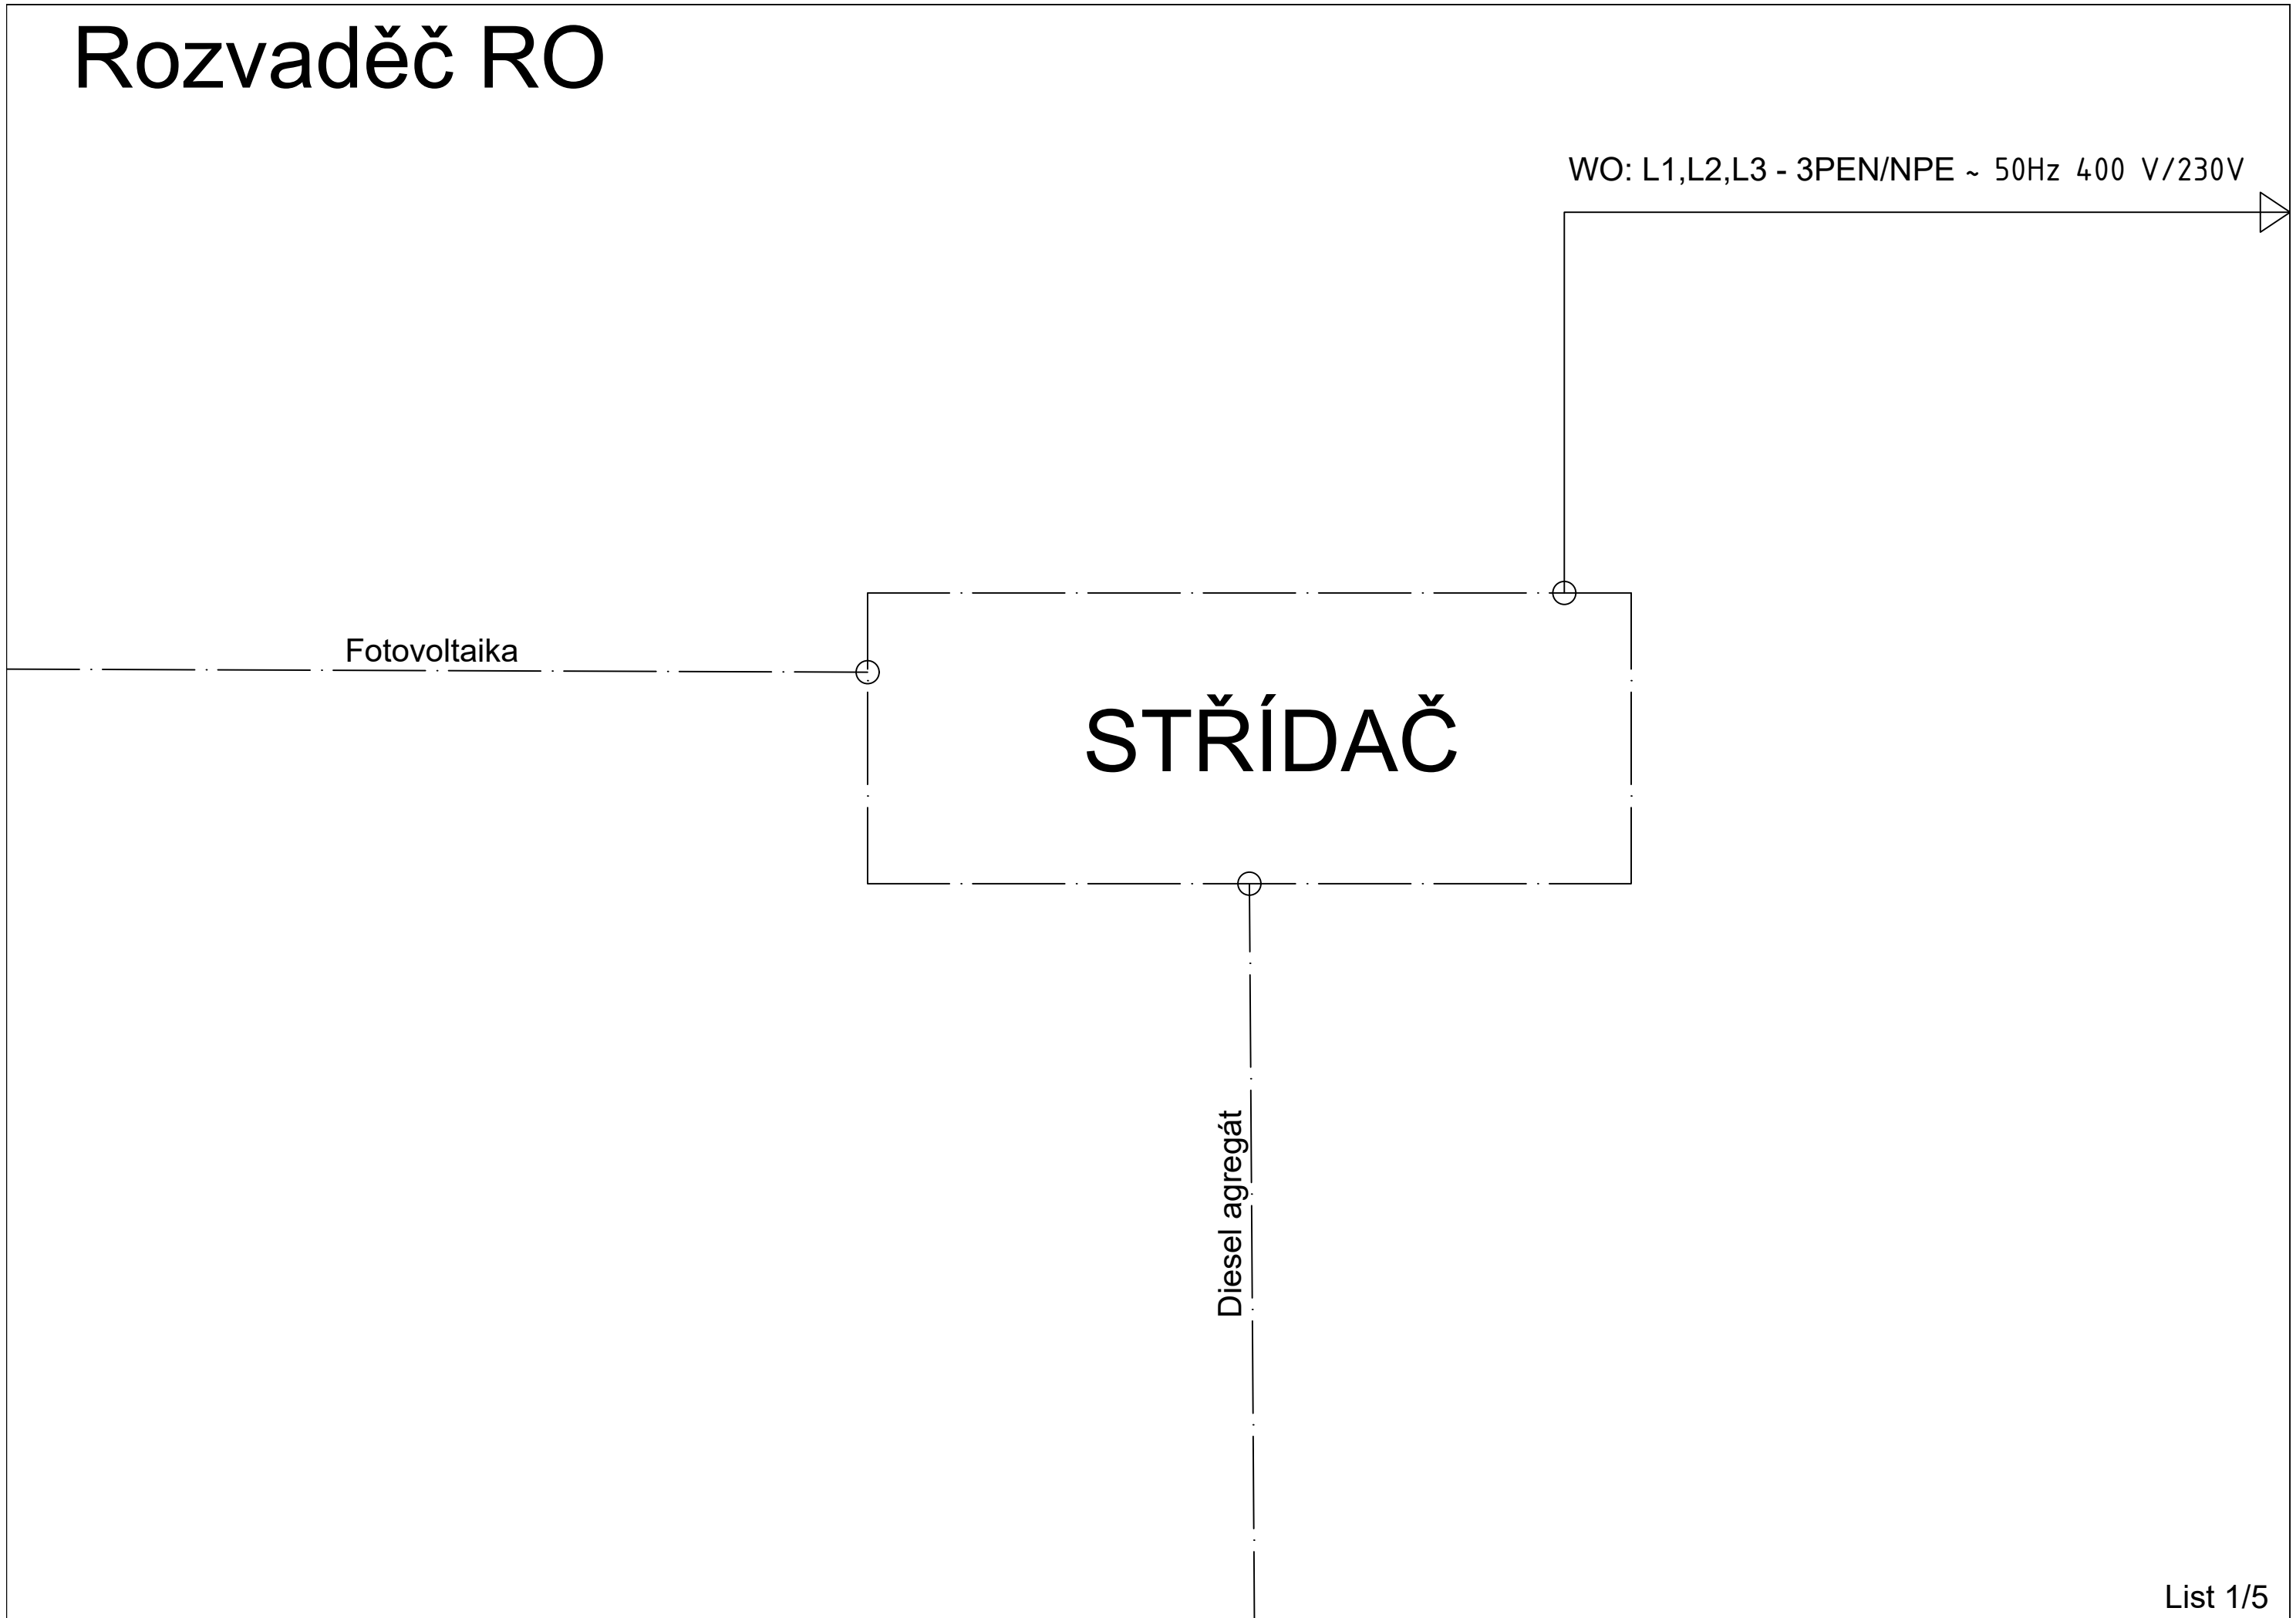 Rozvaděč RO
WO: L1,L2,L3 - 3PEN/NPE ~ 50Hz 400 V/230V
Fotovoltaika
STŘÍDAČ
Diesel agregát
List 1/5